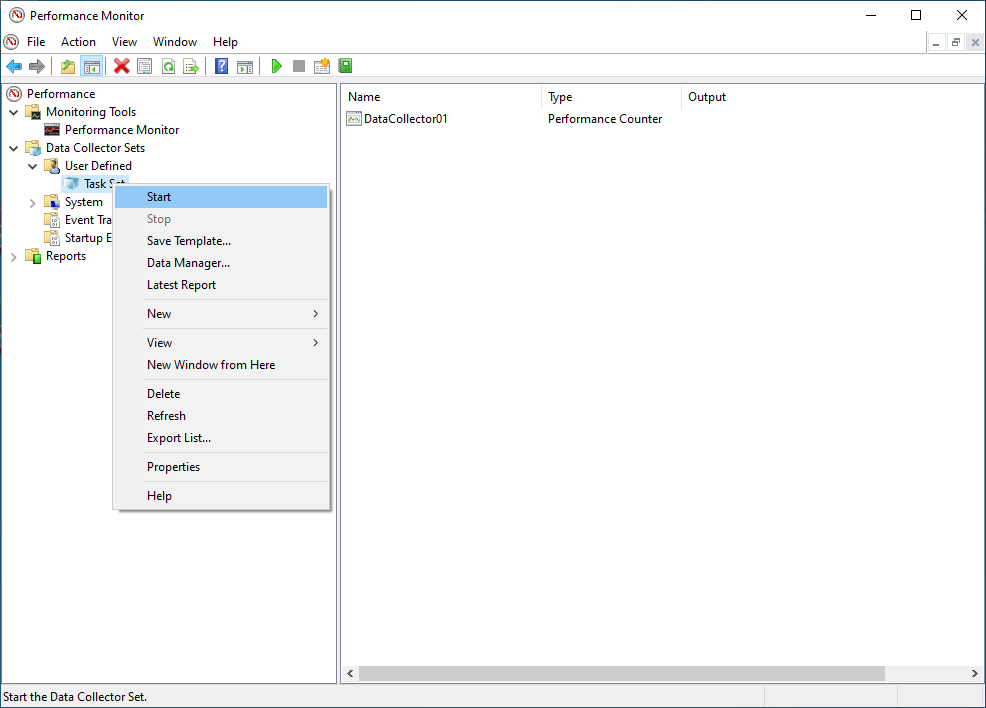 Performance Monitor
File Action View Window Help
Performance
Monitoring Tools
Performance Monitor
Data Collector Sets
User Defined
Task Set
System
Event Tra
Startup E
Reports
Start
Stop
Save Template...
Data Manager...
Latest Report
New
View
New Window from Here
Delete
Refresh
Export List...
Properties
Help
Name Type Output
DataCollector01 Performance Counter
Start the Data Collector Set.